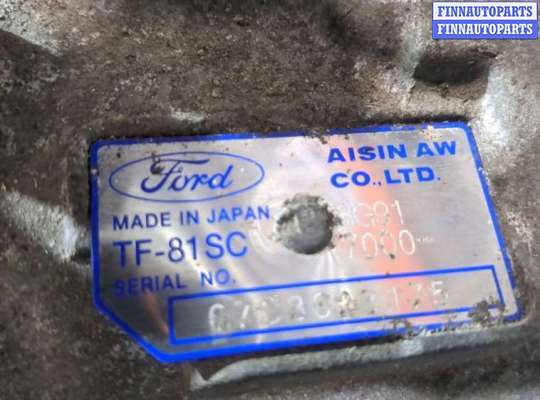 FINNAUTOPARTS
FINNAUTOPARTS
Ford
AISIN AW
CO.,LTD.
MADE IN JAPAN
TF-81SC
SERIAL NO.